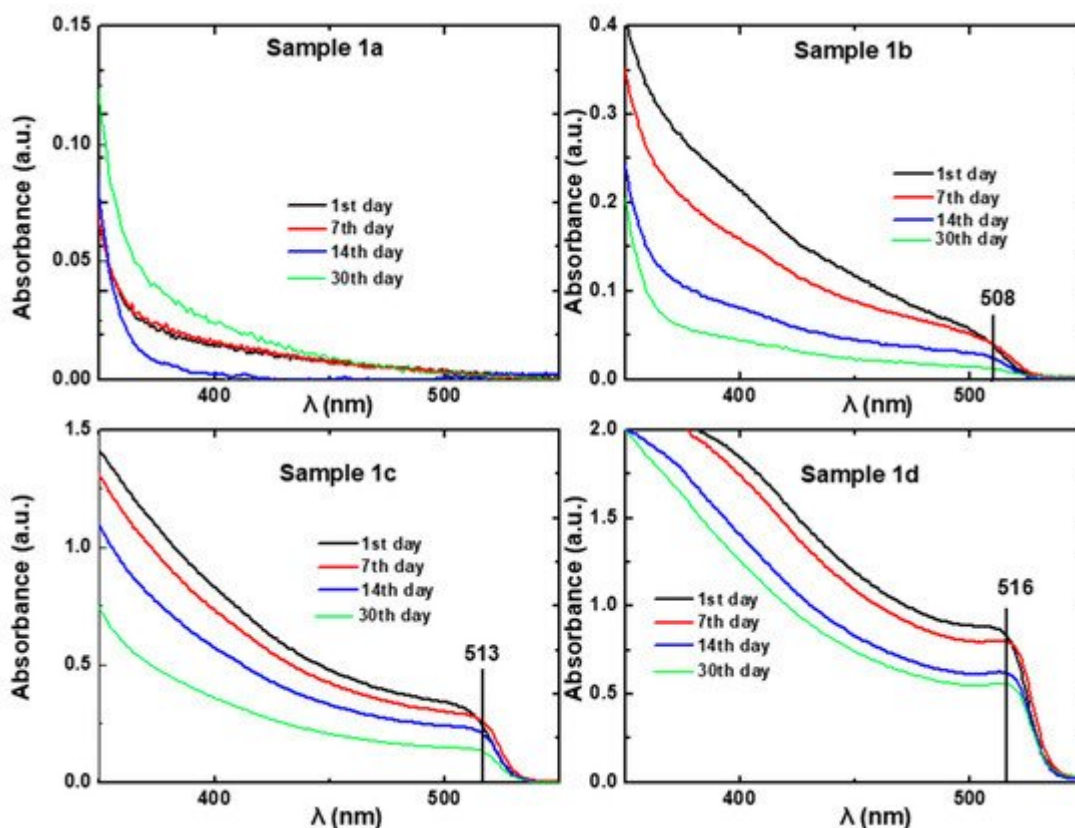 Sample 1a
Absorbance (a.u.)
0.15
0.10
0.05
0.00
1st day
7th day
14th day
30th day
400
500
λ (nm)
Sample 1b
Absorbance (a.u.)
0.4
0.3
0.2
0.1
0.0
1st day
7th day
14th day
30th day
508
400
500
λ (nm)
Sample 1c
Absorbance (a.u.)
1.5
1.0
0.5
0.0
1st day
7th day
14th day
30th day
513
400
500
λ (nm)
Sample 1d
Absorbance (a.u.)
2.0
1.5
1.0
0.5
0.0
1st day
7th day
14th day
30th day
516
400
500
λ (nm)